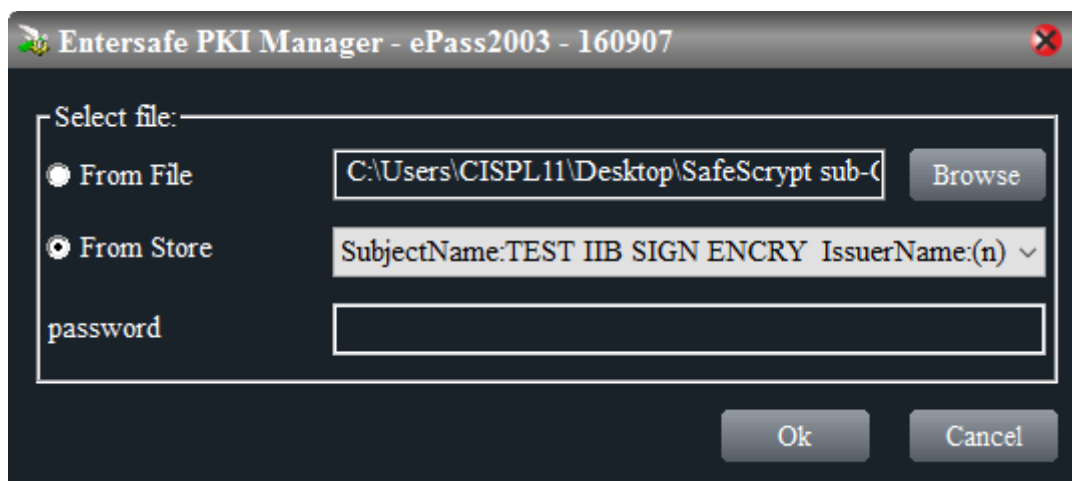 Entersafe PKI Manager - ePass2003 - 160907
Select file:
From File
C:\Users\CISPL11\Desktop\SafeScrypt sub-C
Browse
From Store
SubjectName:TEST IIB SIGN ENCRY IssuerName:(n)
password
Ok
Cancel